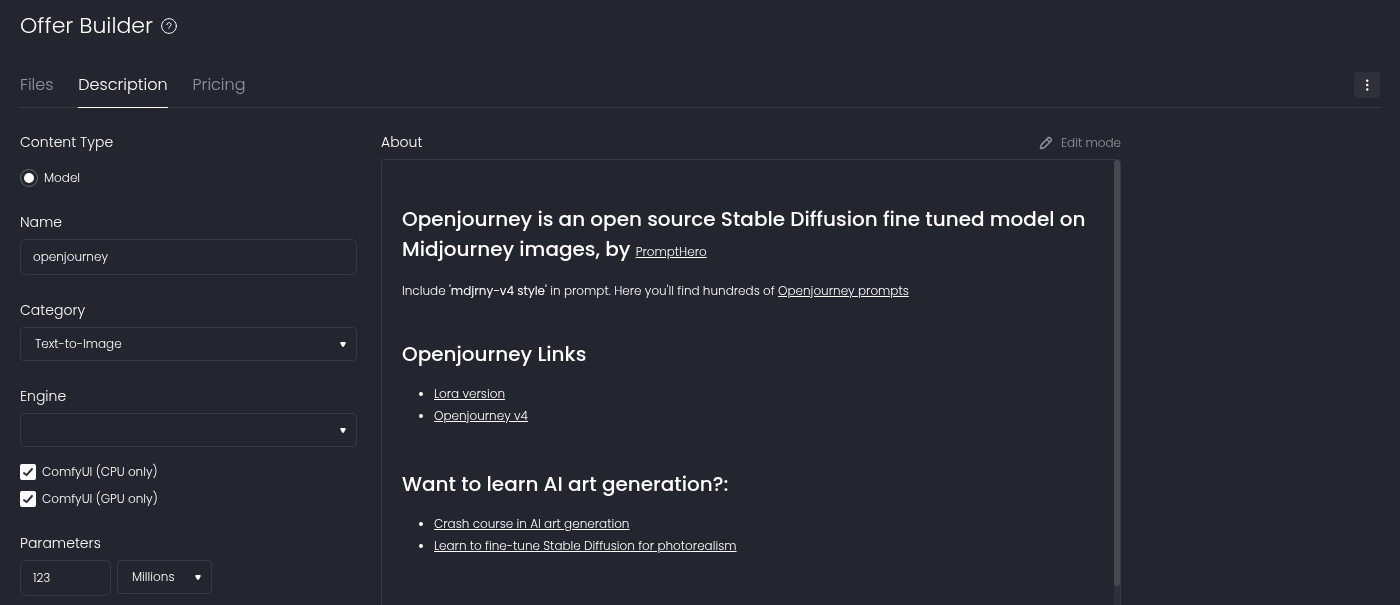 Offer Builder
Files Description Pricing
Content Type
Model
Name
openjourney
Category
Text-to-Image
Engine
ComfyUI (CPU only)
ComfyUI (GPU only)
Parameters
123 Millions
About Edit mode
Openjourney is an open source Stable Diffusion fine tuned model on
Midjourney images, by PromptHero
Include 'mdjrny-v4 style' in prompt. Here you'll find hundreds of Openjourney prompts
Openjourney Links
Lora version
Openjourney v4
Want to learn AI art generation?:
Crash course in AI art generation
Learn to fine-tune Stable Diffusion for photorealism